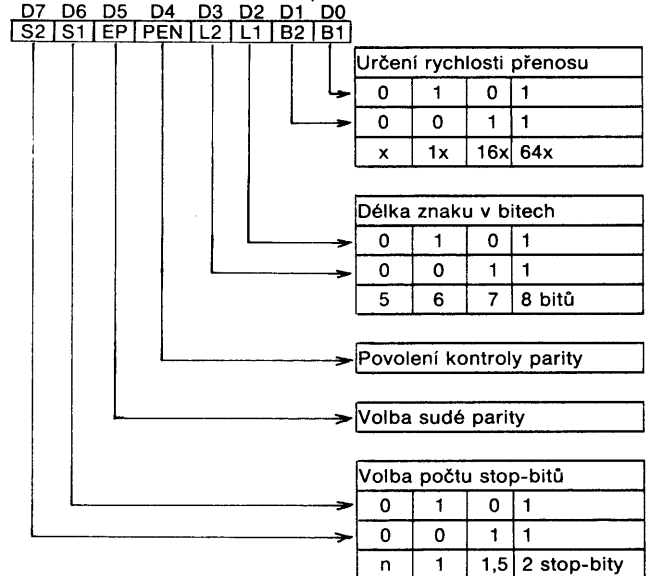 D7 D6 D5 D4 D3 D2 D1 D0
S2 S1 EP PEN L2 L1 B2 B1
Určení rychlosti přenosu
0 1 0 1
0 0 1 1
x 1x 16x 64x
Délka znaku v bitech
0 1 0 1
0 0 1 1
5 6 7 8 bitů
Povolení kontroly parity
Volba sudé parity
Volba počtu stop-bitů
0 1 0 1
0 0 1 1
n 1 1,5 2 stop-bity